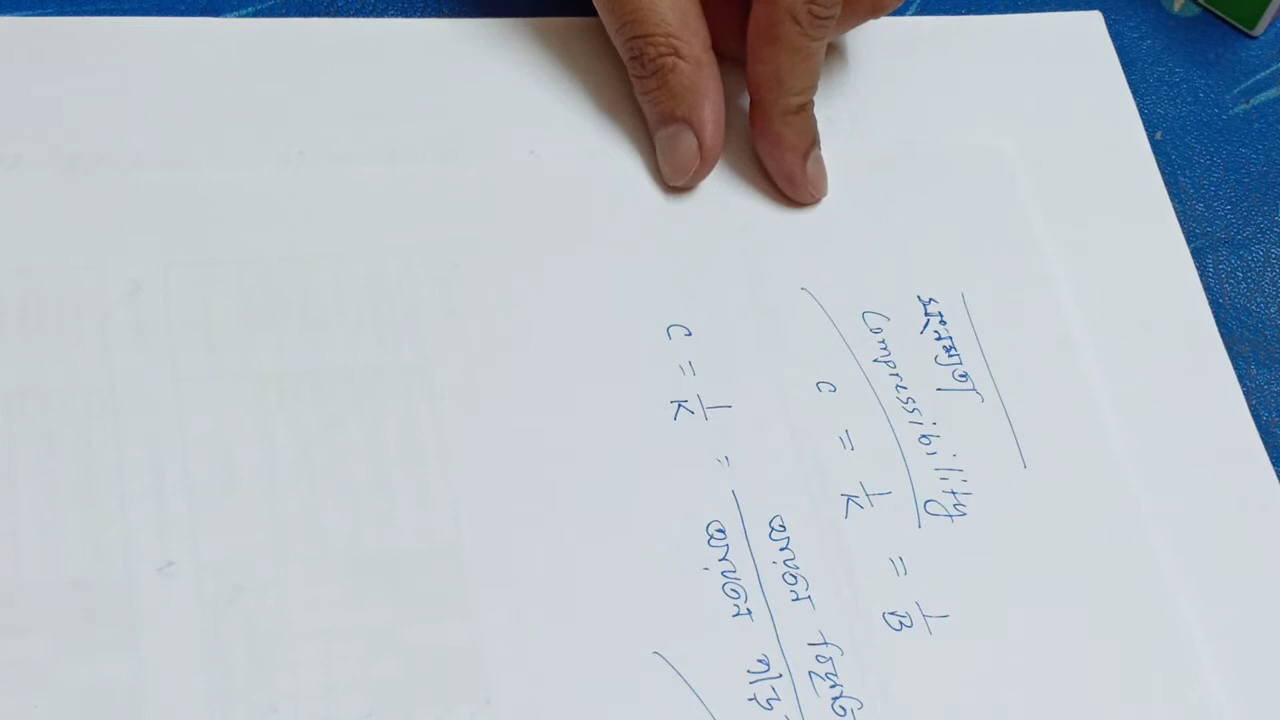 সংনম্যতা
Compressibility
C = 1/K = 1/B
C = 1/K = আয়তন বিকৃতি / আয়তন পীড়